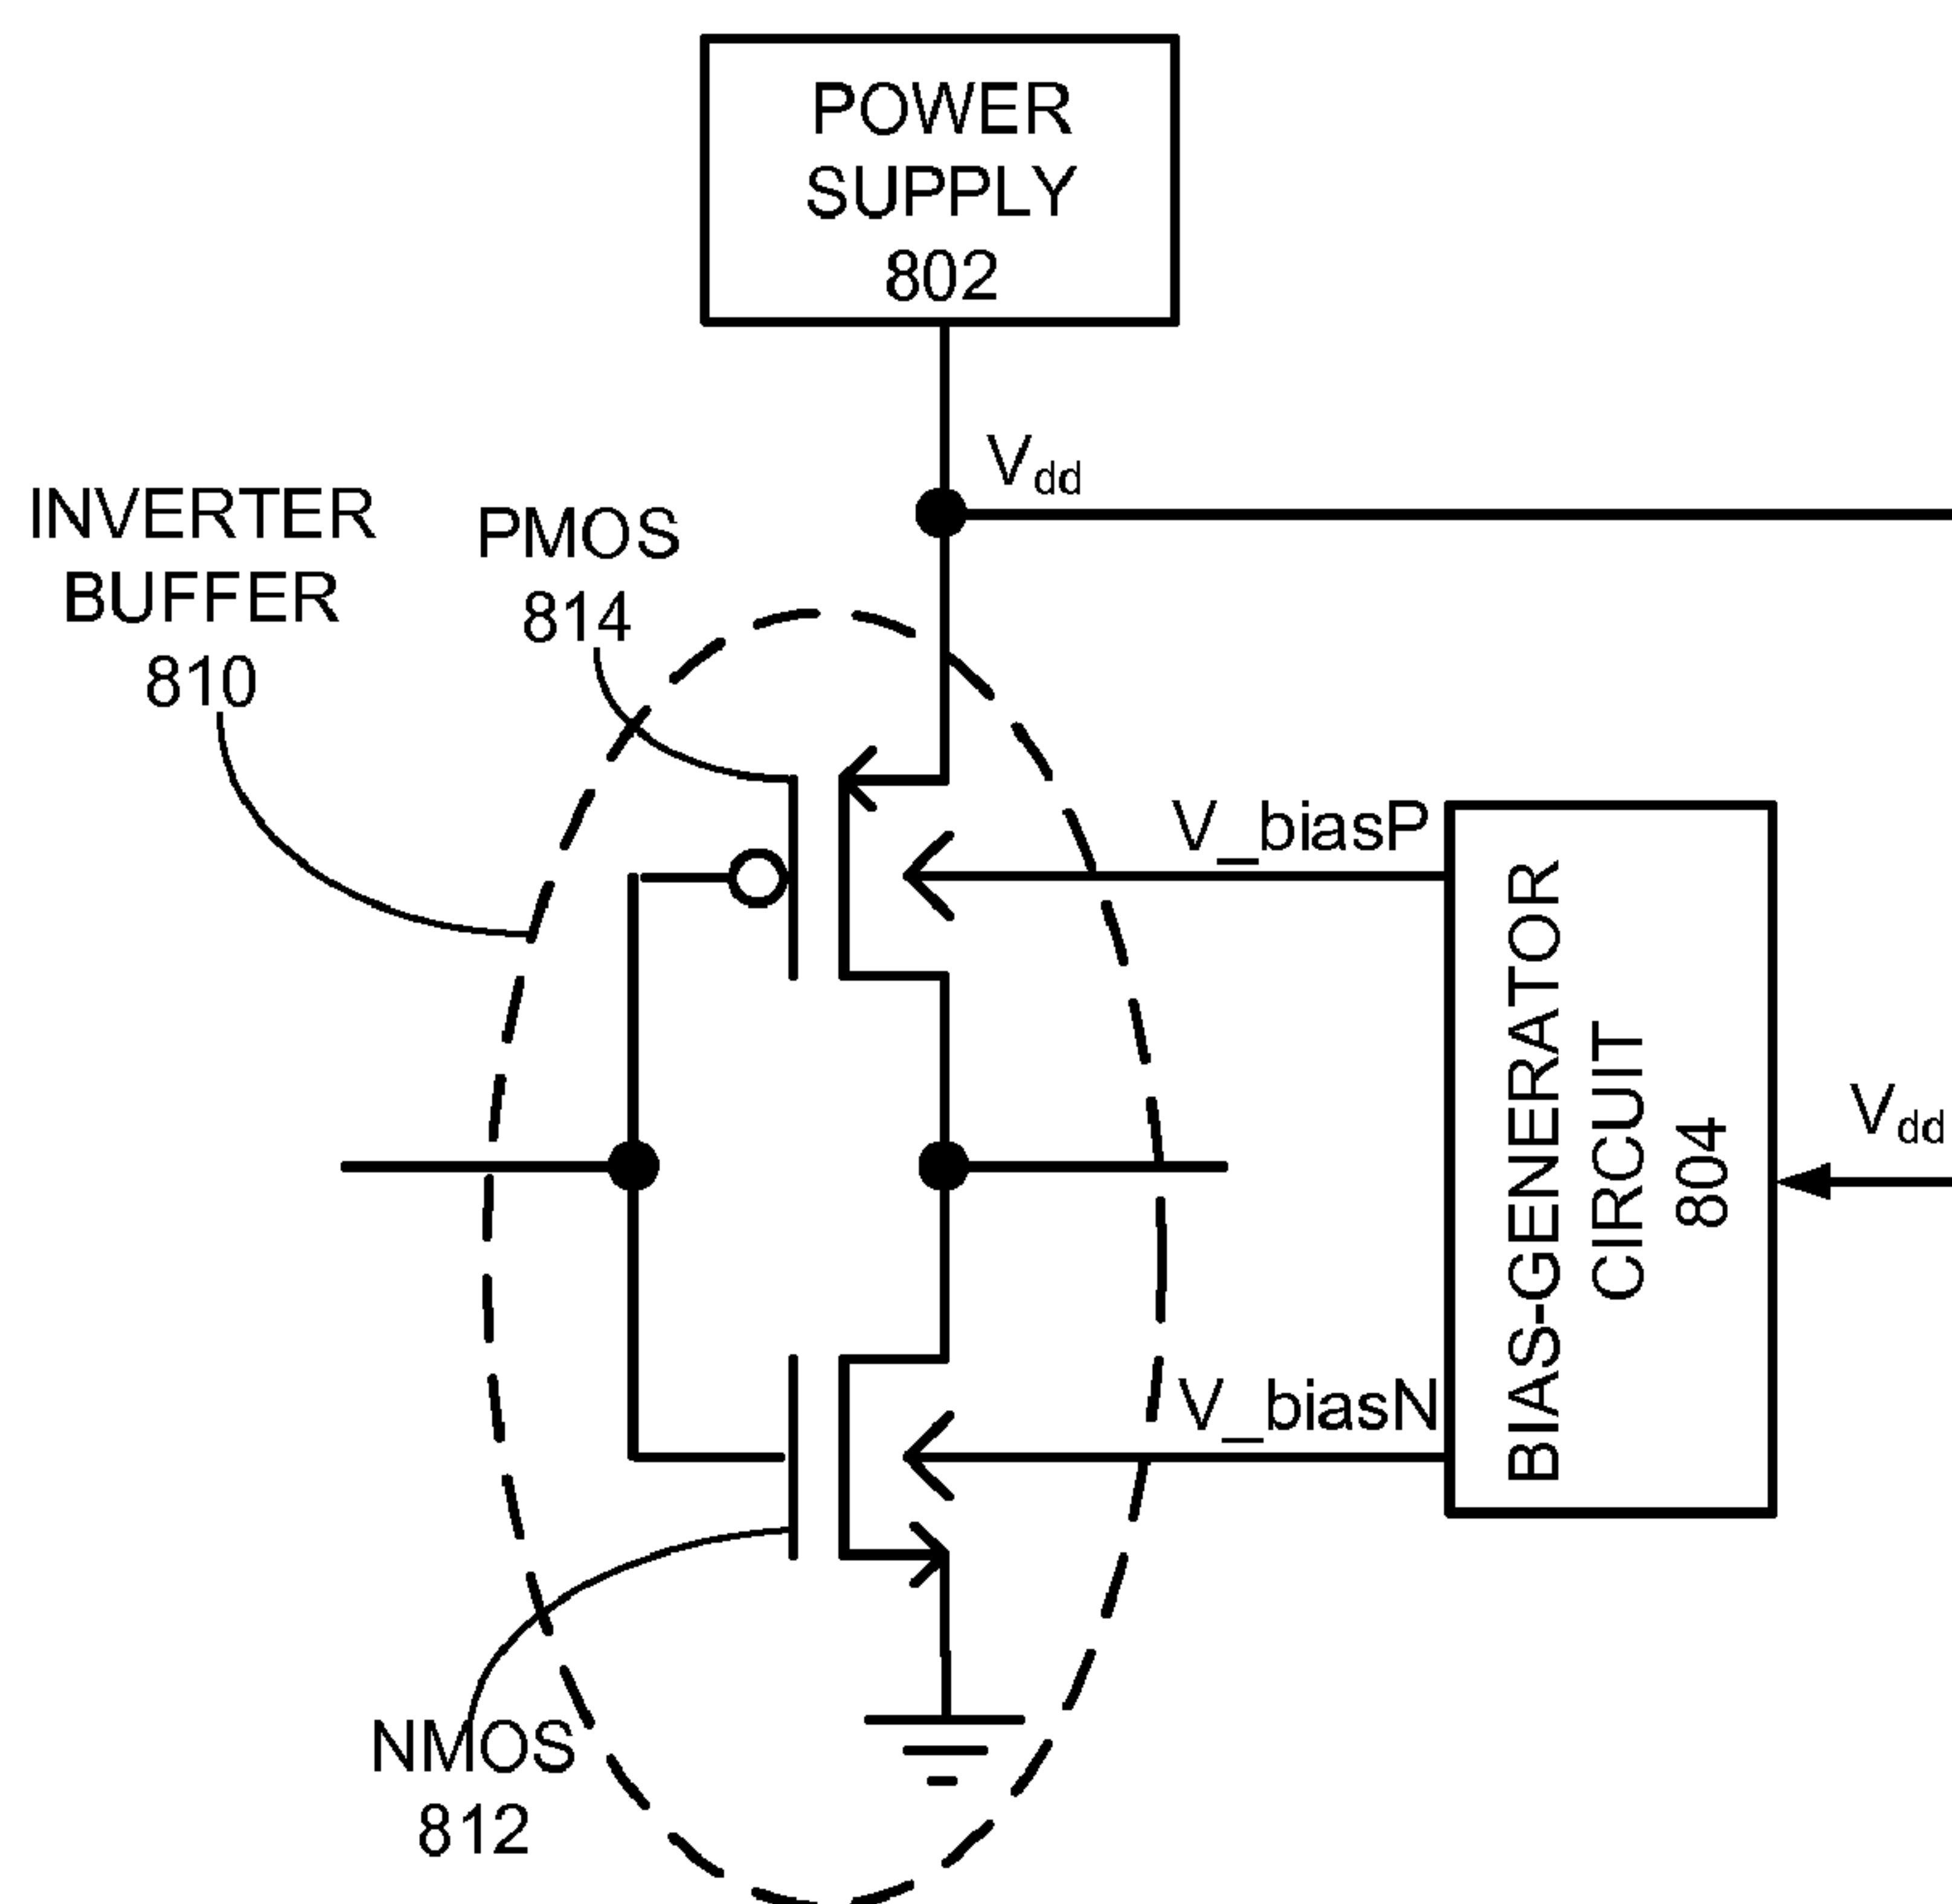 POWER
SUPPLY
802
Vdd
INVERTER
BUFFER
810
PMOS
814
V_biasP
BIAS-GENERATOR
CIRCUIT
804
Vdd
V_biasN
NMOS
812